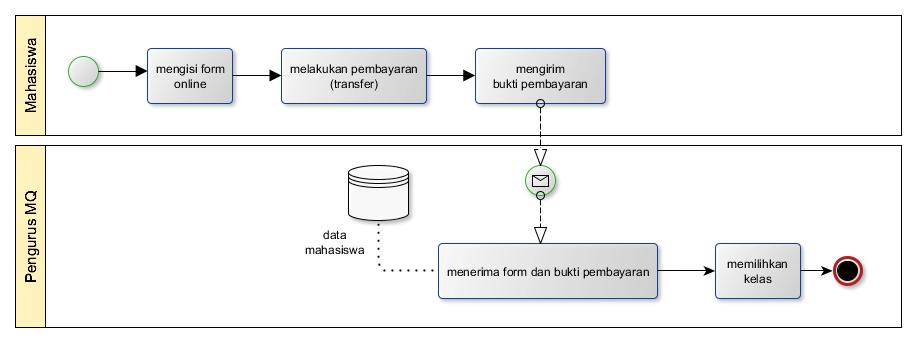 Mahasiswa
mengisi form
online
melakukan pembayaran
(transfer)
mengirim
bukti pembayaran
Pengurus MQ
data
mahasiswa
menerima form dan bukti pembayaran
memilihkan
kelas